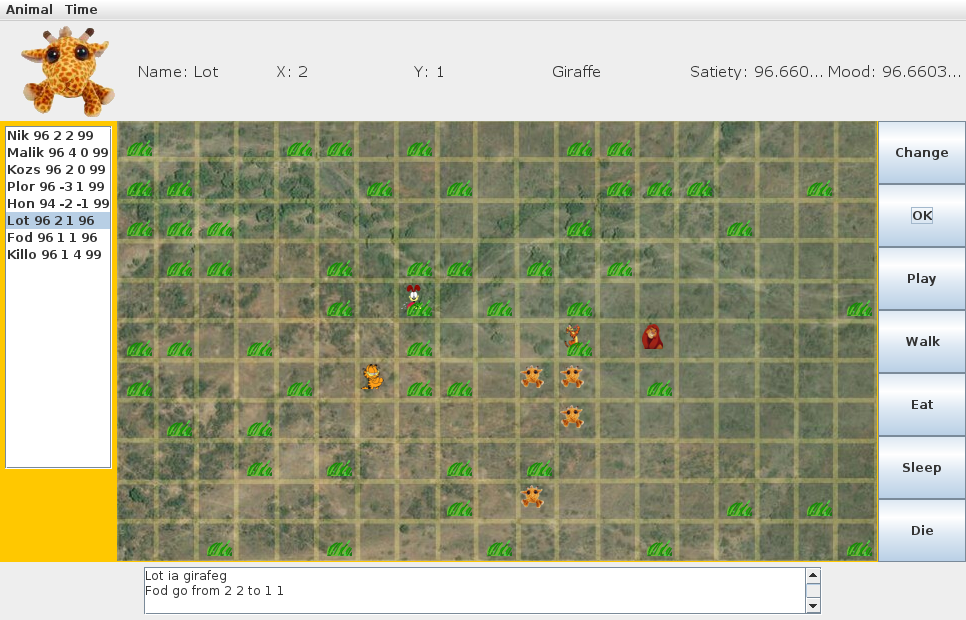 Animal Time
Name: Lot X: 2 Y: 1 Giraffe Satiety: 96.660... Mood: 96.6603...
Nik 96 2 2 99
Malik 96 4 0 99
Kozs 96 2 0 99
Plor 96 -3 1 99
Hon 94 -2 -1 99
Lot 96 2 1 96
Fod 96 1 1 96
Killo 96 1 4 99
Change
OK
Play
Walk
Eat
Sleep
Die
Lot ia girafeg
Fod go from 2 2 to 1 1